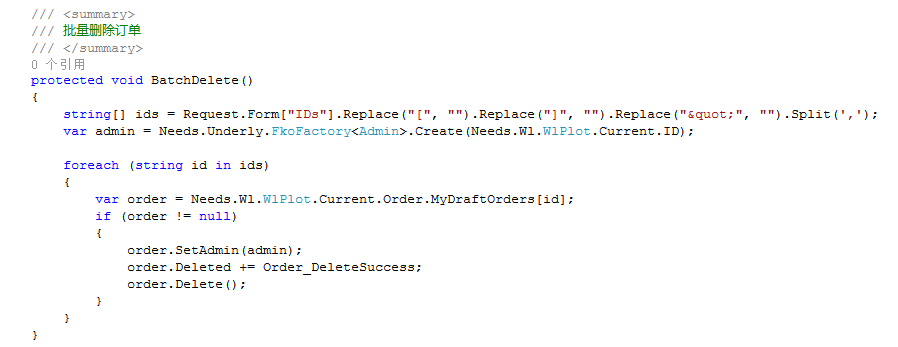 /// <summary>
/// 批量删除订单
/// </summary>
0 个引用
protected void BatchDelete()
{
    string[] ids = Request.Form["IDs"].Replace("[", "").Replace("]", "").Replace("&quot;", "").Split(',');
    var admin = Needs.Underly.FkoFactory<Admin>.Create(Needs.Wl.WlPlot.Current.ID);

    foreach (string id in ids)
    {
        var order = Needs.Wl.WlPlot.Current.Order.MyDraftOrders[id];
        if (order != null)
        {
            order.SetAdmin(admin);
            order.Deleted += Order_DeleteSuccess;
            order.Delete();
        }
    }
}